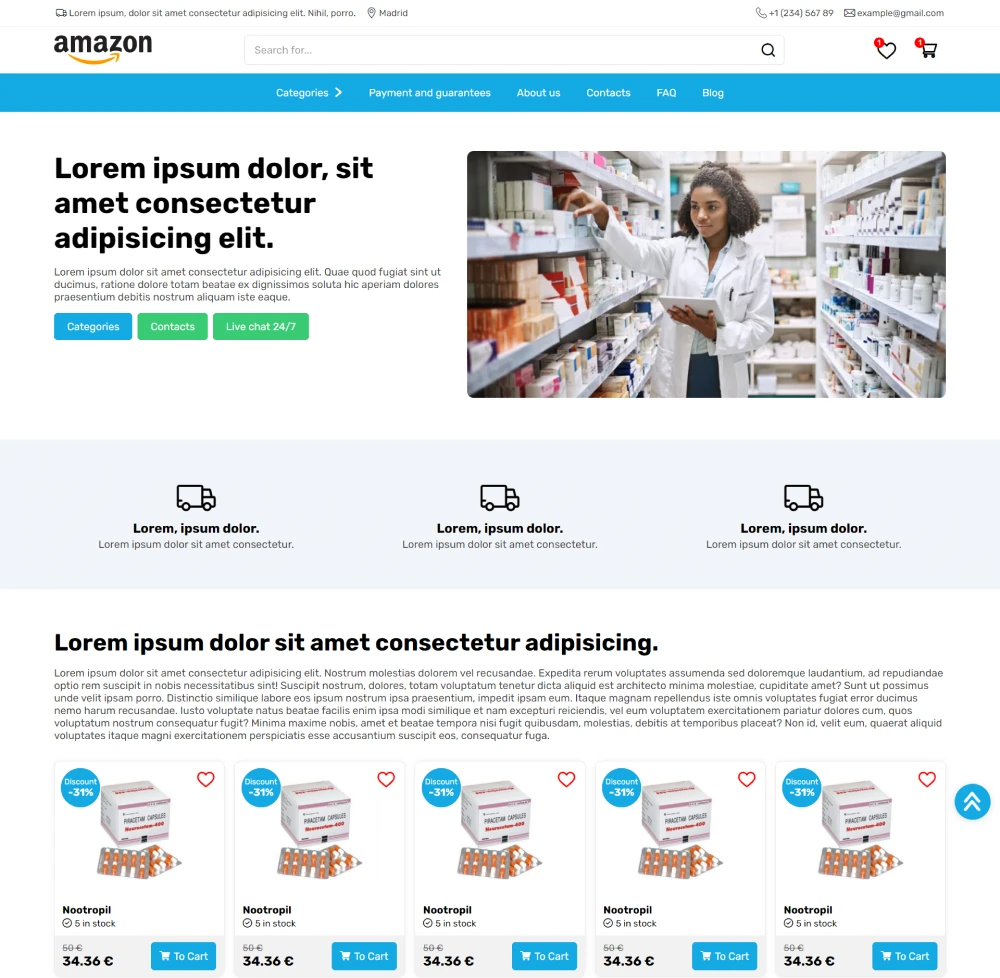 Lorem ipsum, dolor sit amet consectetur adipisicing elit. Nihil, porro. Madrid +1 (234) 567 89 example@gmail.com
amazon Search for... 1 1
Categories Payment and guarantees About us Contacts FAQ Blog
Lorem ipsum dolor, sit
amet consectetur
adipisicing elit.
Lorem ipsum dolor sit amet consectetur adipisicing elit. Quae quod fugiat sint ut
ducimus, ratione dolore totam beatae ex dignissimos soluta hic aperiam dolores
praesentium debitis nostrum aliquam iste eaque.
Categories Contacts Live chat 24/7
Lorem, ipsum dolor. Lorem, ipsum dolor. Lorem, ipsum dolor.
Lorem ipsum dolor sit amet consectetur. Lorem ipsum dolor sit amet consectetur. Lorem ipsum dolor sit amet consectetur.
Lorem ipsum dolor sit amet consectetur adipisicing.
Lorem ipsum dolor sit amet consectetur adipisicing elit. Nostrum molestias dolorem vel recusandae. Expedita rerum voluptates assumenda sed doloremque laudantium, ad repudiandae
optio rem suscipit in nobis necessitatibus sint! Suscipit nostrum, dolores, totam voluptatum tenetur dicta aliquid est architecto minima molestiae, cupiditate amet? Sunt ut possimus
unde velit ipsam porro. Distinctio similique labore eos ipsum nostrum ipsa praesentium, impedit ipsam eum. Itaque magnam repellendus iste omnis voluptates fugiat error ducimus
nemo harum recusandae. Iusto voluptate natus beatae facilis enim ipsa modi similique et nam excepturi reiciendis, vel eum voluptatem exercitationem pariatur dolores cum, quos
voluptatum nostrum consequatur fugit? Minima maxime nobis, amet et beatae tempora nisi fugit quibusdam, molestias, debitis at temporibus placeat? Non id, velit eum, quaerat aliquid
voluptates itaque magni exercitationem perspiciatis esse accusantium suscipit eos, consequatur fuga.
Discount Discount Discount Discount Discount
-31% -31% -31% -31% -31%
PIRACETAM CAPSULES PIRACETAM CAPSULES PIRACETAM CAPSULES PIRACETAM CAPSULES PIRACETAM CAPSULES
Neurocetam-400 Neurocetam-400 Neurocetam-400 Neurocetam-400 Neurocetam-400
Nootropil Nootropil Nootropil Nootropil Nootropil
5 in stock 5 in stock 5 in stock 5 in stock 5 in stock
50 € 50 € 50 € 50 € 50 €
34.36 € To Cart 34.36 € To Cart 34.36 € To Cart 34.36 € To Cart 34.36 € To Cart